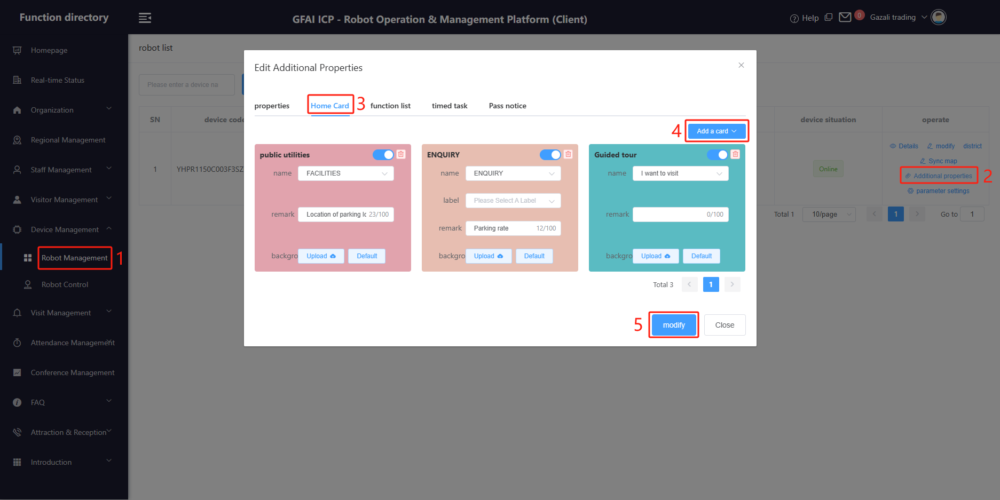 Function directory
GFAI ICP - Robot Operation & Management Platform (Client)
Help
0
Gazali trading
Homepage
Real-time Status
Organization
Regional Management
Staff Management
Visitor Management
Device Management
Robot Management 1
Robot Control
Visit Management
Attendance Management
Conference Management
FAQ
Attraction & Reception
Introduction
robot list
Please enter a device na
SN
device code
device situation
operate
1
YHPR1150C003F3SZ
Online
Details modify district
Sync map
Additional properties 2
parameter settings
Total 1 10/page 1 Go to 1
Edit Additional Properties
properties Home Card 3 function list timed task Pass notice
4 Add a card
public utilities
name FACILITIES
remark Location of parking lo 23/100
backgro Upload Default
ENQUIRY
name ENQUIRY
label Please Select A Label
remark Parking rate 12/100
backgro Upload Default
Guided tour
name I want to visit
remark 0/100
backgro Upload Default
Total 3 1
5 modify Close